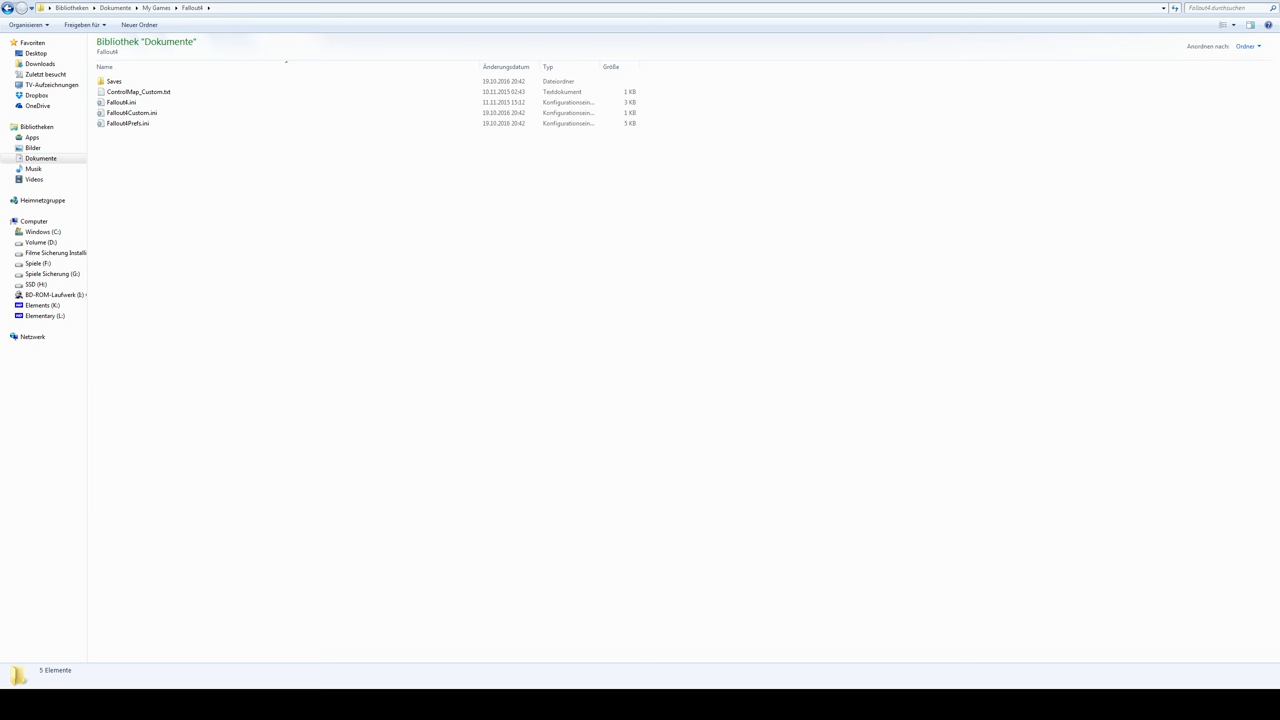 Bibliotheken ▸ Dokumente ▸ My Games ▸ Fallout4 ▸
Fallout4 durchsuchen
Organisieren Freigeben für Neuer Ordner
Favoriten
Desktop
Downloads
Zuletzt besucht
TV-Aufzeichnungen
Dropbox
OneDrive
Bibliotheken
Apps
Bilder
Dokumente
Musik
Videos
Heimnetzgruppe
Computer
Windows (C:)
Volume (D:)
Filme Sicherung Installi
Spiele (F:)
Spiele Sicherung (G:)
SSD (H:)
BD-ROM-Laufwerk (I:)
Elements (K:)
Elementary (L:)
Netzwerk
Bibliothek "Dokumente"
Fallout4
Anordnen nach: Ordner
Name Änderungsdatum Typ Größe
Saves 19.10.2016 20:42 Dateiordner
ControlMap_Custom.txt 10.11.2015 02:43 Textdokument 1 KB
Fallout4.ini 11.11.2015 15:12 Konfigurationsein... 3 KB
Fallout4Custom.ini 19.10.2016 20:42 Konfigurationsein... 1 KB
Fallout4Prefs.ini 19.10.2016 20:42 Konfigurationsein... 5 KB
5 Elemente